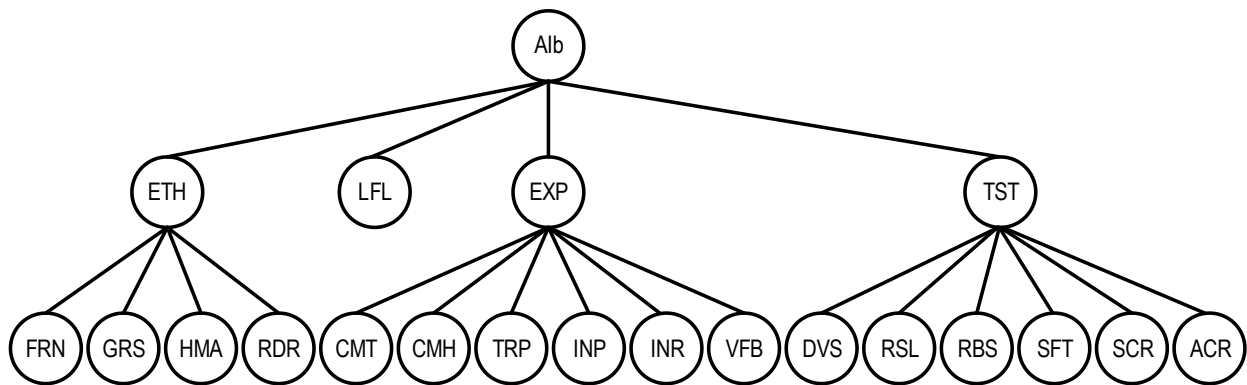 AIb
ETH LFL EXP TST
FRN GRS HMA RDR CMT CMH TRP INP INR VFB DVS RSL RBS SFT SCR ACR